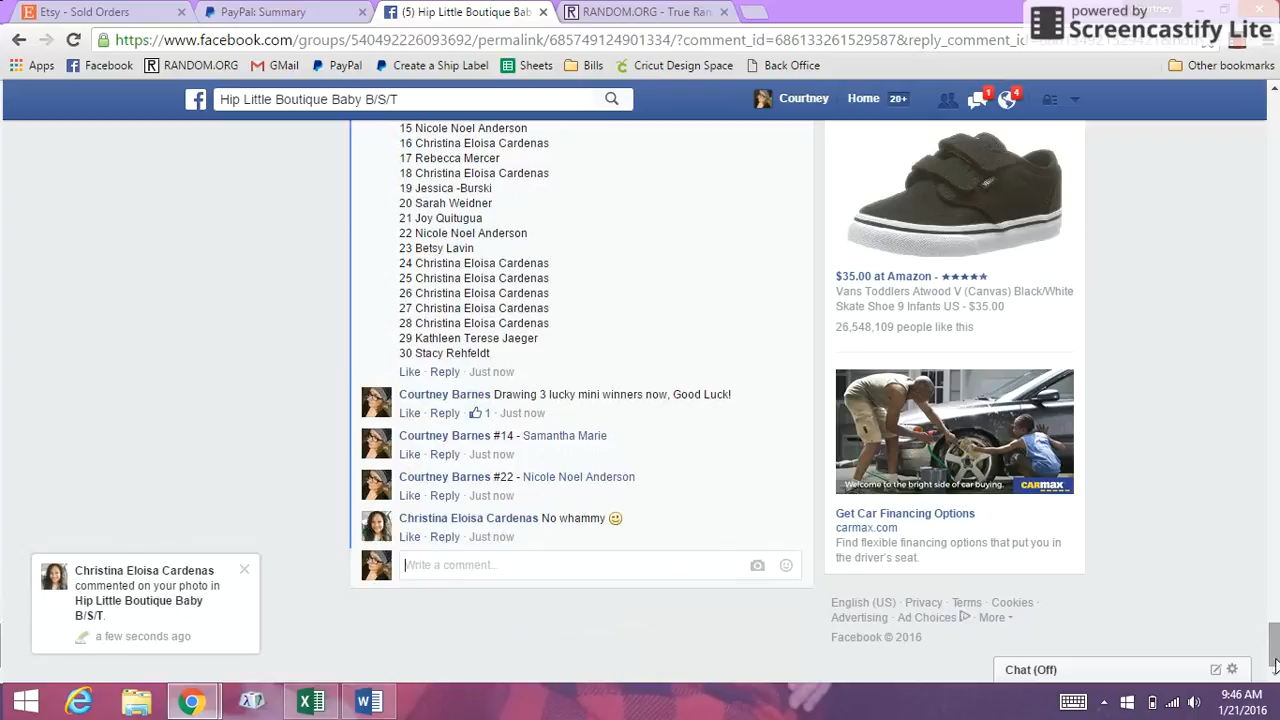 Etsy - Sold Orders
PayPal: Summary
(5) Hip Little Boutique Bab
RANDOM.ORG - True Ran
powered by
Screencastify Lite
https://www.facebook.com/group
749124901334/?comment_id=686133261529587&reply_comment_id
Apps
Facebook
RANDOM.ORG
GMail
PayPal
Create a Ship Label
Sheets
Bills
Cricut Design Space
Back Office
Other bookmarks
Hip Little Boutique Baby B/S/T
Courtney
Home 20+
1
4
15 Nicole Noel Anderson
16 Christina Eloisa Cardenas
17 Rebecca Mercer
18 Christina Eloisa Cardenas
19 Jessica -Burski
20 Sarah Weidner
21 Joy Quitugua
22 Nicole Noel Anderson
23 Betsy Lavin
24 Christina Eloisa Cardenas
25 Christina Eloisa Cardenas
26 Christina Eloisa Cardenas
27 Christina Eloisa Cardenas
28 Christina Eloisa Cardenas
29 Kathleen Terese Jaeger
30 Stacy Rehfeldt
Like · Reply · Just now
Courtney Barnes Drawing 3 lucky mini winners now, Good Luck!
Like · Reply · 1 · Just now
Courtney Barnes #14 - Samantha Marie
Like · Reply · Just now
Courtney Barnes #22 - Nicole Noel Anderson
Like · Reply · Just now
Christina Eloisa Cardenas No whammy
Like · Reply · Just now
Write a comment...
$35.00 at Amazon - ★★★★★
Vans Toddlers Atwood V (Canvas) Black/White
Skate Shoe 9 Infants US - $35.00
26,548,109 people like this
Welcome to the bright side of car buying.
CARMAX
Get Car Financing Options
carmax.com
Find flexible financing options that put you in
the driver's seat.
English (US) · Privacy · Terms · Cookies ·
Advertising · Ad Choices · More
Facebook © 2016
Christina Eloisa Cardenas
commented on your photo in
Hip Little Boutique Baby
B/S/T.
a few seconds ago
Chat (Off)
9:46 AM
1/21/2016